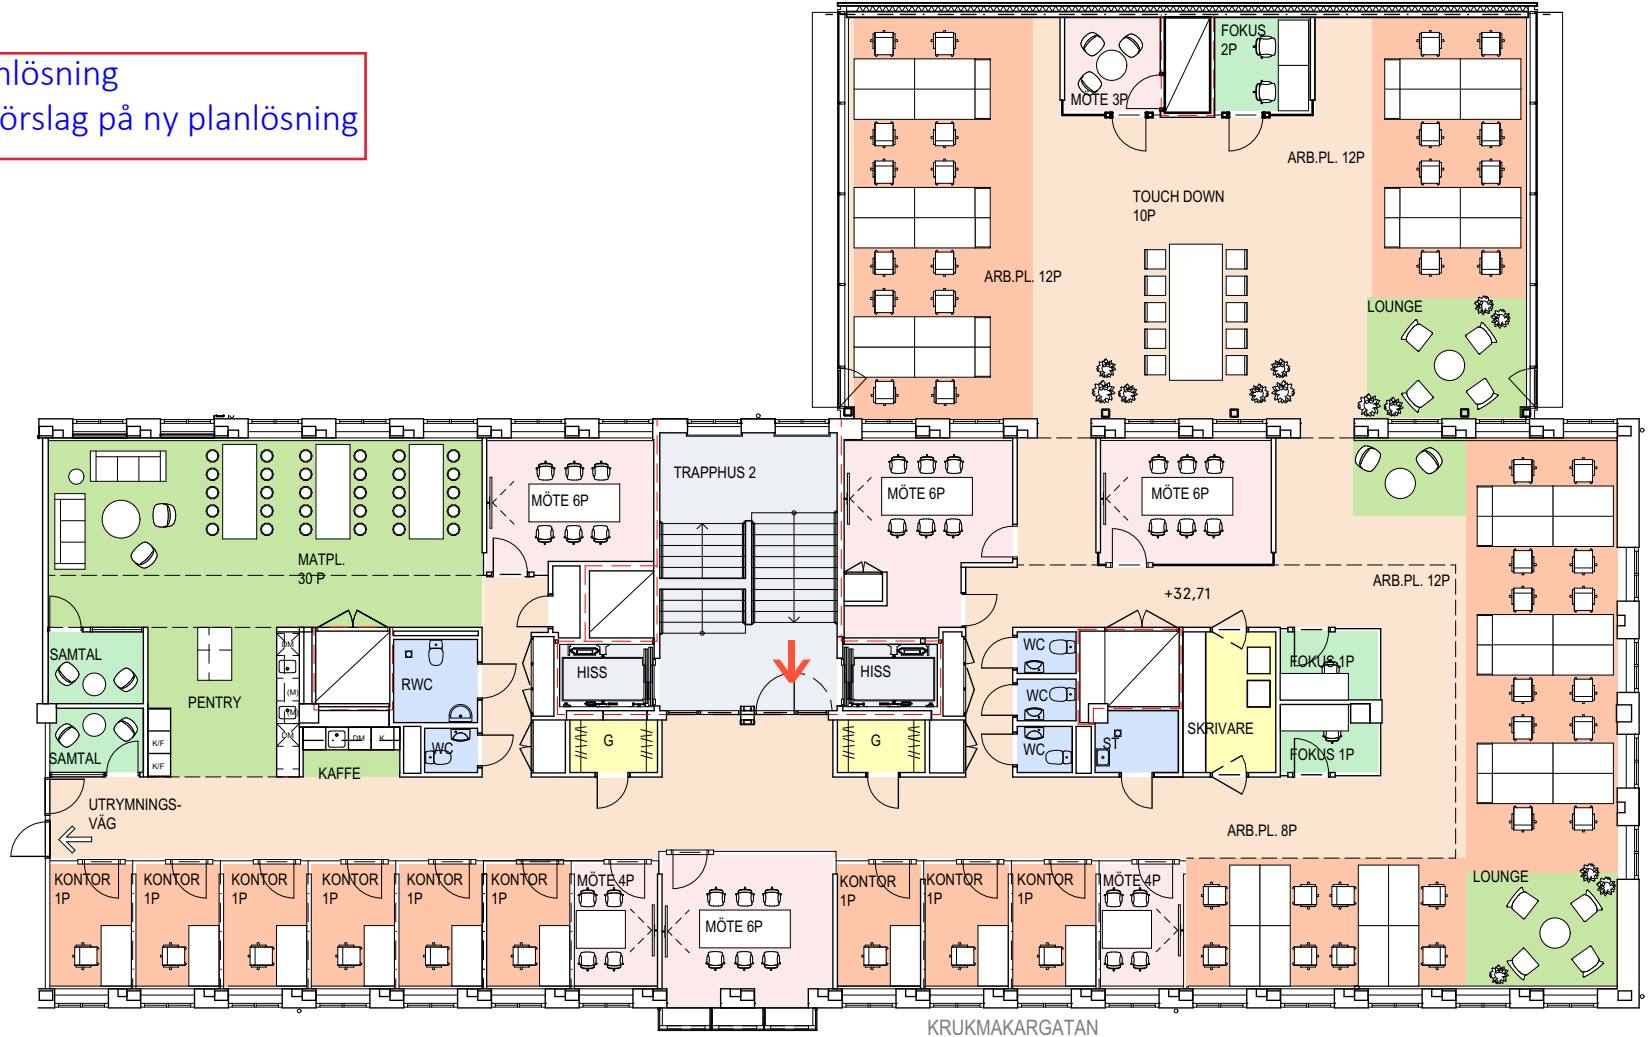 nlösning
örslag på ny planlösning
MÖTE 3P
FOKUS
2P
ARB.PL. 12P
TOUCH DOWN
10P
ARB.PL. 12P
LOUNGE
TRAPPHUS 2
MÖTE 6P
MÖTE 6P
MÖTE 6P
MATPL.
30 P
ARB.PL. 12P
+32,71
SAMTAL
PENTRY
RWC
HISS
HISS
WC
WC
WC
FOKUS 1P
SKRIVARE
FOKUS 1P
ST
SAMTAL
K/F
K/F
DM
(M)
DM
DM
K
KAFFE
WC
G
G
UTRYMNINGS-
VÄG
ARB.PL. 8P
KONTOR
1P
KONTOR
1P
KONTOR
1P
KONTOR
1P
KONTOR
1P
KONTOR
1P
MÖTE 4P
MÖTE 6P
KONTOR
1P
KONTOR
1P
KONTOR
1P
MÖTE 4P
LOUNGE
KRUKMAKARGATAN